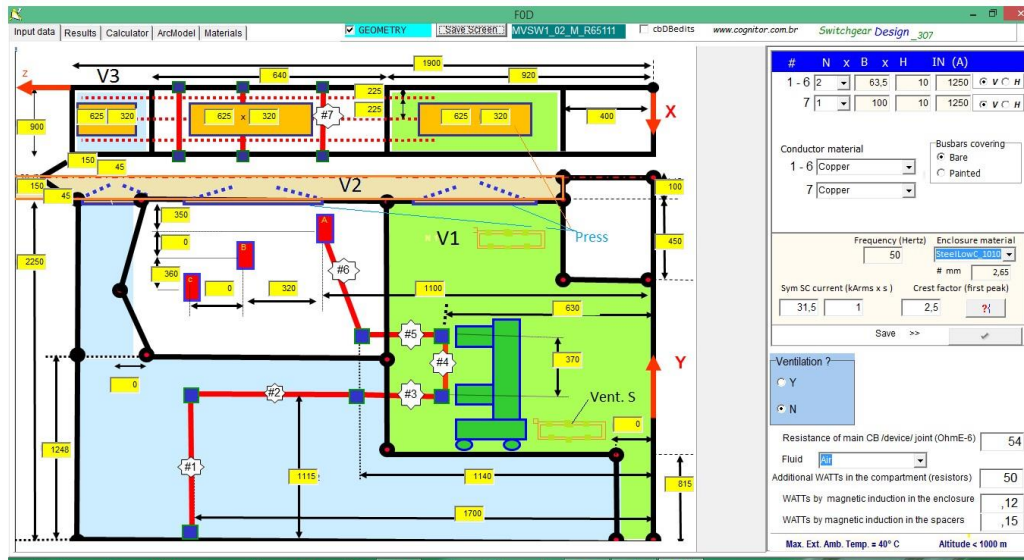 F0D
Input data Results Calculator ArcModel Materials GEOMETRY Save Screen MVSW1_02_M_R65111 cbDBedits www.cognitor.com.br Switchgear Design _307
1900
Z V3 640 920
225
225
625 320 625 x 320 #7 625 320 400 X
900
150
45
150 V2 100
45
350 A
V1 Press 450
0 B
2250 360 C #6
0 320 1100
630
#5
#4 370 Y
0 #2 #3
Vent. S
0
1248 #1 1115 1140 815
1700
# N x B x H IN (A)
1 - 6 2 63,5 10 1250 V H
7 1 100 10 1250 V H
Conductor material
1 - 6 Copper
7 Copper
Busbars covering
Bare
Painted
Frequency (Hertz) Enclosure material
50 SteelLowC_1010
# mm 2,65
Sym SC current (kArms x s ) Crest factor (first peak)
31,5 1 2,5 ?¿
Save >>
Ventilation ?
Y
N
Resistance of main CB /device/ joint (OhmE-6) 54
Fluid Air
Additional WATTs in the compartment (resistors) 50
WATTs by magnetic induction in the enclosure ,12
WATTs by magnetic induction in the spacers ,15
Max. Ext. Amb. Temp. = 40° C Altitude < 1000 m